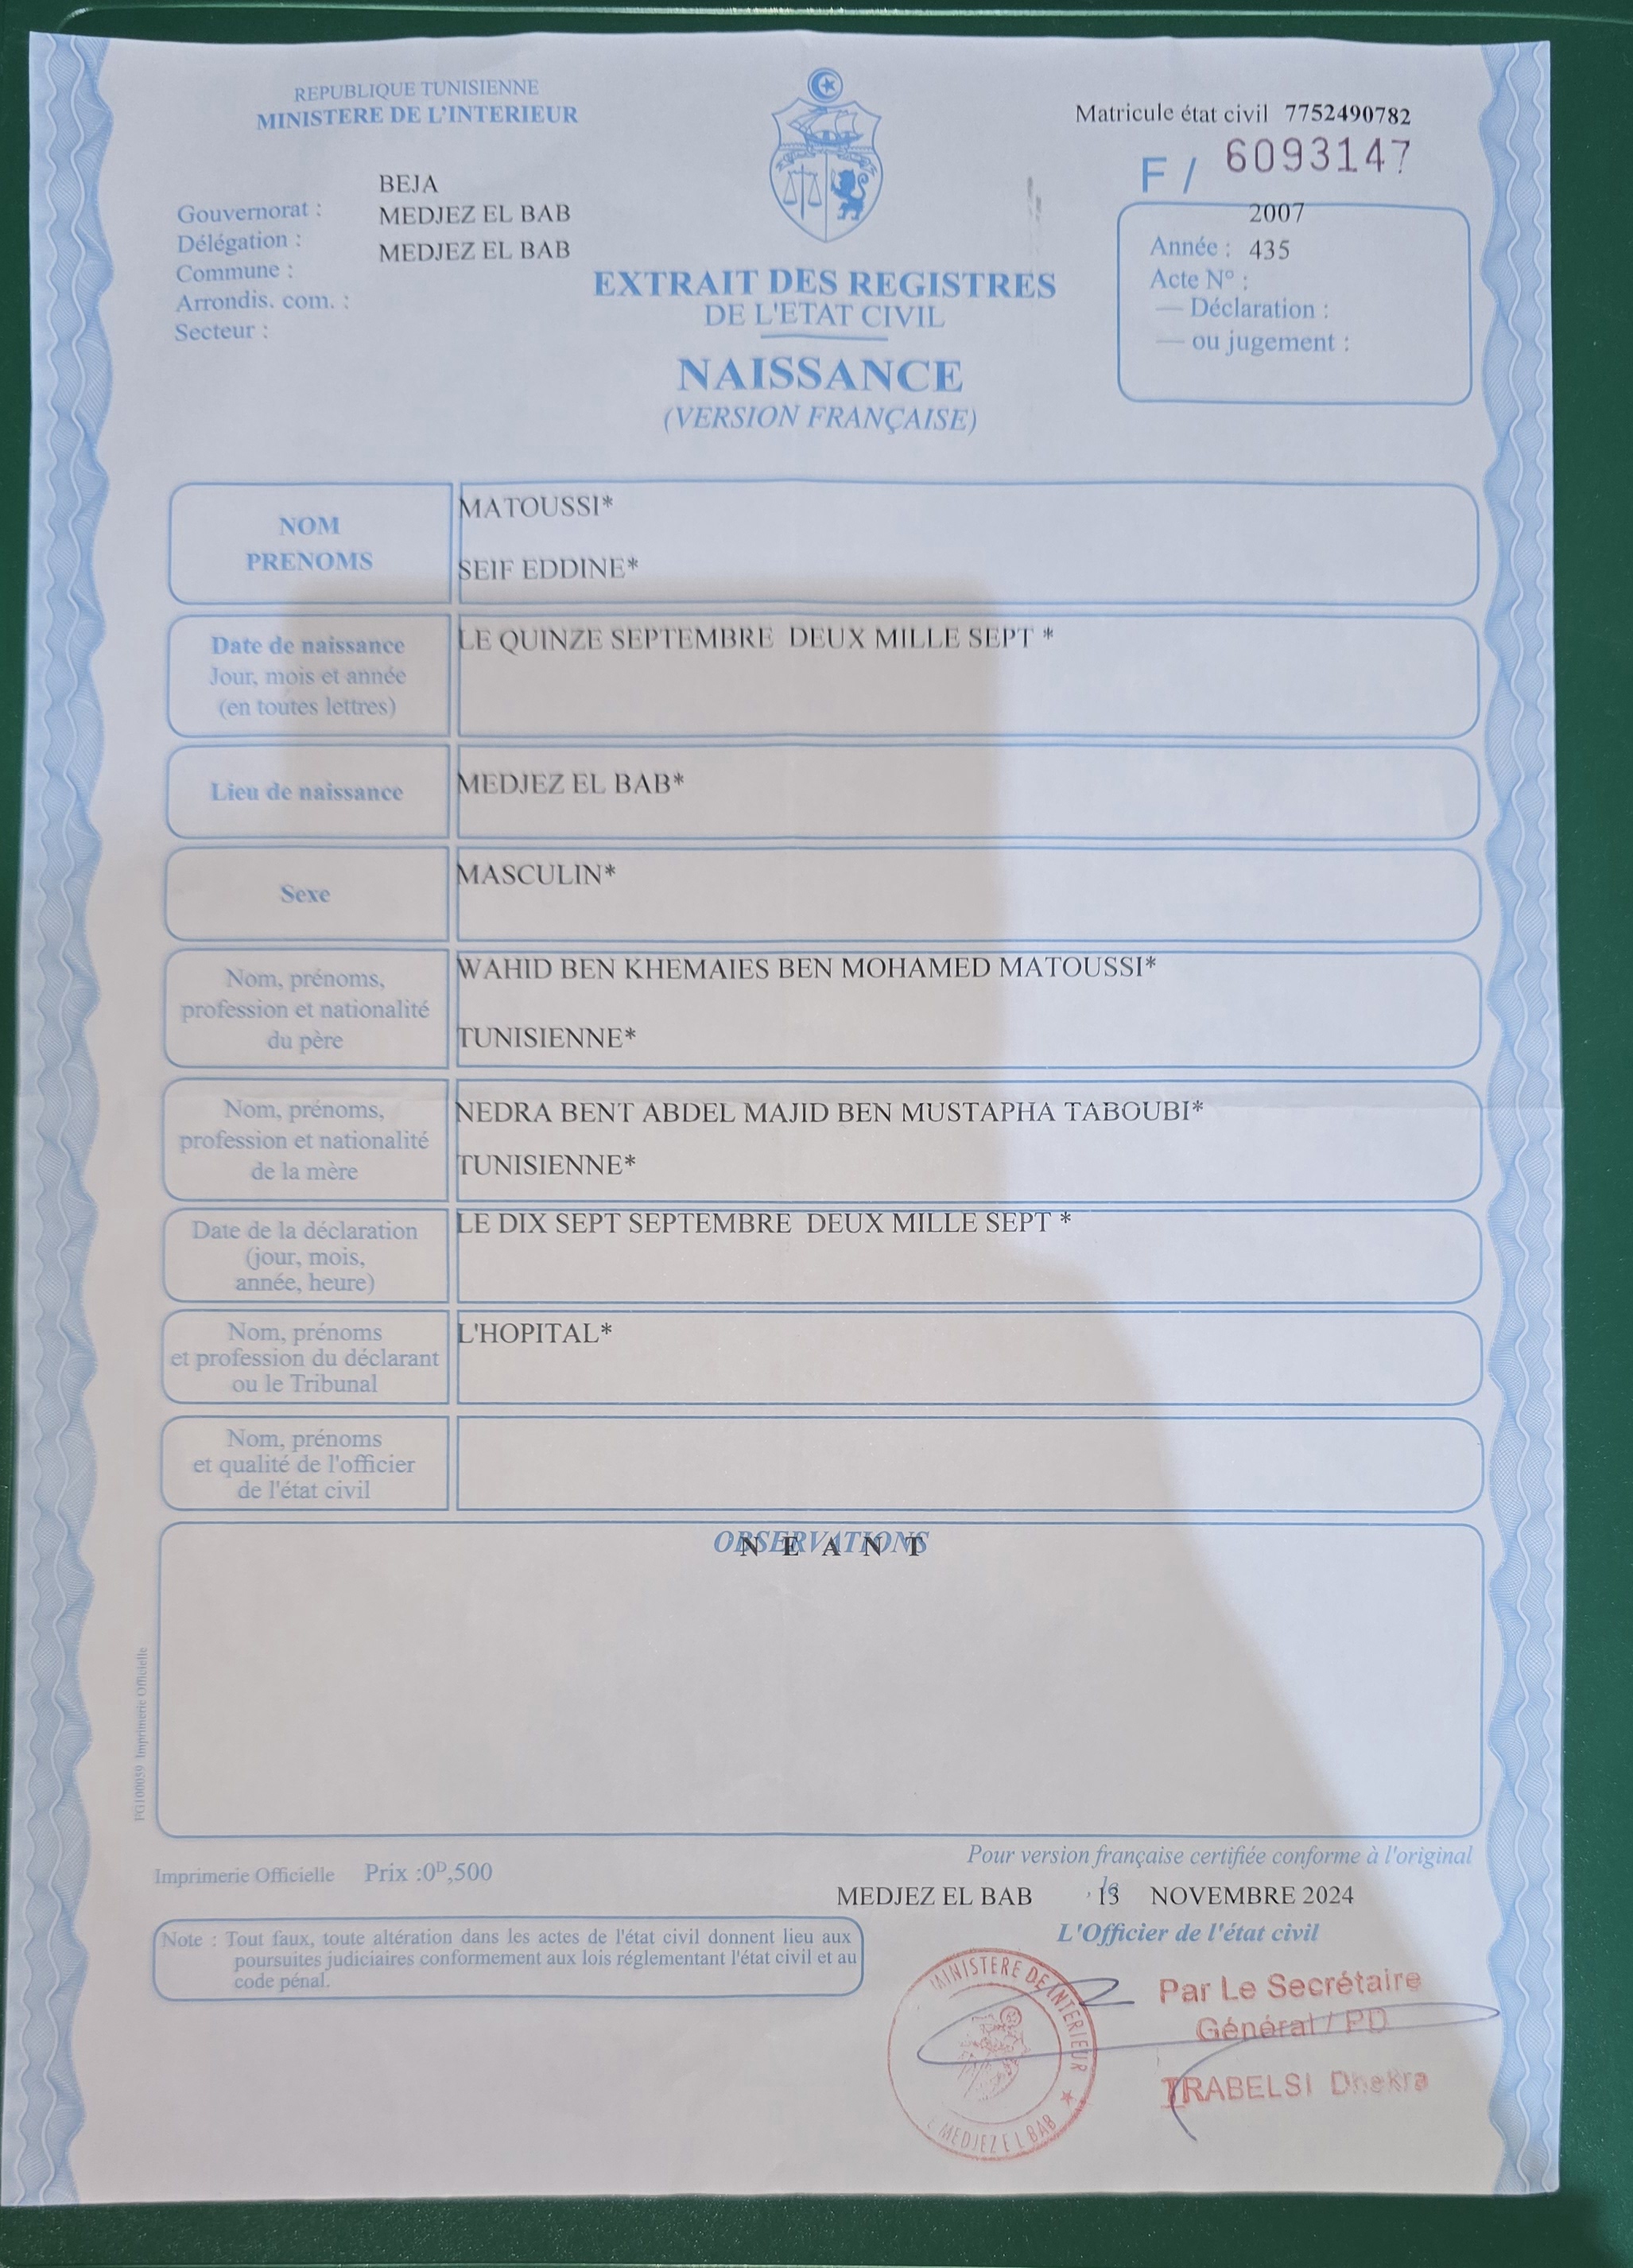 REPUBLIQUE TUNISIENNE
MINISTERE DE L'INTERIEUR
Matricule état civil 7752490782
F / 6093147
BEJA
Gouvernorat : MEDJEZ EL BAB
Délégation : MEDJEZ EL BAB
Commune :
Arrondis. com. :
Secteur :
2007
Année : 435
Acte N° :
— Déclaration :
— ou jugement :
EXTRAIT DES REGISTRES
DE L'ETAT CIVIL
NAISSANCE
(VERSION FRANÇAISE)
NOM
PRENOMS
MATOUSSI*
SEIF EDDINE*
Date de naissance
Jour, mois et année
(en toutes lettres)
LE QUINZE SEPTEMBRE DEUX MILLE SEPT *
Lieu de naissance
MEDJEZ EL BAB*
Sexe
MASCULIN*
Nom, prénoms,
profession et nationalité
du père
WAHID BEN KHEMAIES BEN MOHAMED MATOUSSI*
TUNISIENNE*
Nom, prénoms,
profession et nationalité
de la mère
NEDRA BENT ABDEL MAJID BEN MUSTAPHA TABOUBI*
TUNISIENNE*
Date de la déclaration
(jour, mois,
année, heure)
LE DIX SEPT SEPTEMBRE DEUX MILLE SEPT *
Nom, prénoms
et profession du déclarant
ou le Tribunal
L'HOPITAL*
Nom, prénoms
et qualité de l'officier
de l'état civil
OBSERVATIONS
N E A N T
PG100059 Imprimerie Officielle
Imprimerie Officielle Prix :0ᴰ,500
Pour version française certifiée conforme à l'original
MEDJEZ EL BAB , le 13 NOVEMBRE 2024
L'Officier de l'état civil
Note : Tout faux, toute altération dans les actes de l'état civil donnent lieu aux
poursuites judiciaires conformement aux lois réglementant l'état civil et au
code pénal.
MINISTERE DE INTERIEUR
MEDJEZ EL BAB
Par Le Secrétaire
Général / PD
TRABELSI Dhekra